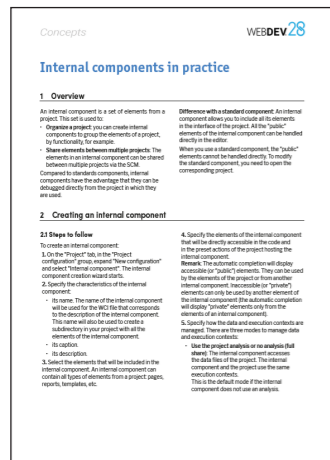 Concepts
WEBDEV 28
Internal components in practice
1 Overview
An internal component is a set of elements from a
project. This set is used to:
• Organize a project: you can create internal
components to group the elements of a project,
by functionality, for example.
• Share elements between multiple projects: The
elements in an internal component can be shared
between multiple projects via the SCM.
Compared to standards components, internal
components have the advantage that they can be
debugged directly from the project in which they
are used.
Difference with a standard component: An internal
component allows you to include all its elements
in the interface of the project: All the "public"
elements of the internal component can be handled
directly in the editor.
When you use a standard component, the "public"
elements cannot be handled directly. To modify
the standard component, you need to open the
corresponding project.
2 Creating an internal component
2.1 Steps to follow
To create an internal component:
1. On the "Project" tab, in the "Project
configuration" group, expand "New configuration"
and select "Internal component". The internal
component creation wizard starts.
2. Specify the characteristics of the internal
component:
• its name. The name of the internal component
will be used for the WCI file that corresponds
to the description of the internal component.
This name will also be used to create a
subdirectory in your project with all the
elements of the internal component.
• its caption.
• its description.
3. Select the elements that will be included in the
internal component. An internal component can
contain all types of elements from a project: pages,
reports, templates, etc.
4. Specify the elements of the internal component
that will be directly accessible in the code and
in the preset actions of the project hosting the
internal component.
Remark: The automatic completion will display
accessible (or "public") elements. They can be used
by the elements of the project or from another
internal component. Inaccessible (or "private")
elements can only be used by another element of
the internal component (the automatic completion
will display "private" elements only from the
elements of an internal component).
5. Specify how the data and execution contexts are
managed. There are three modes to manage data
and execution contexts:
• Use the project analysis or no analysis (full
share): The internal component accesses
the data files of the project. The internal
component and the project use the same
execution contexts.
This is the default mode if the internal
component does not use an analysis.